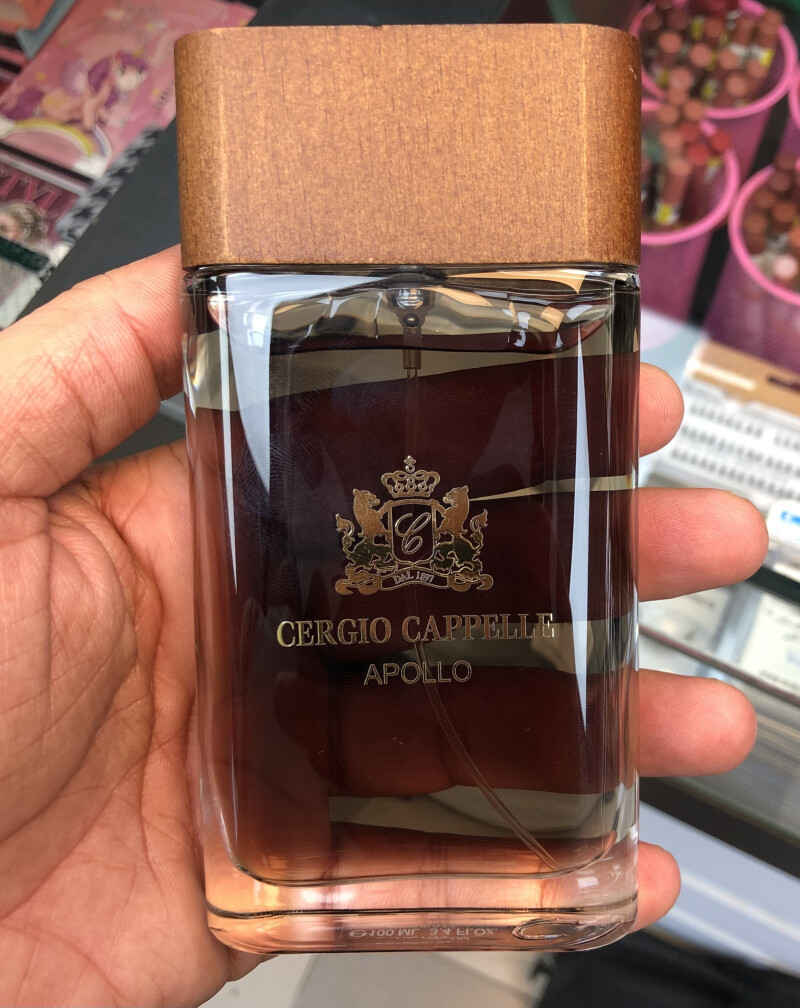 C
DAL 1897
CERGIO CAPPELLE
APOLLO
℮100 ML 3.4 Fl.Oz.